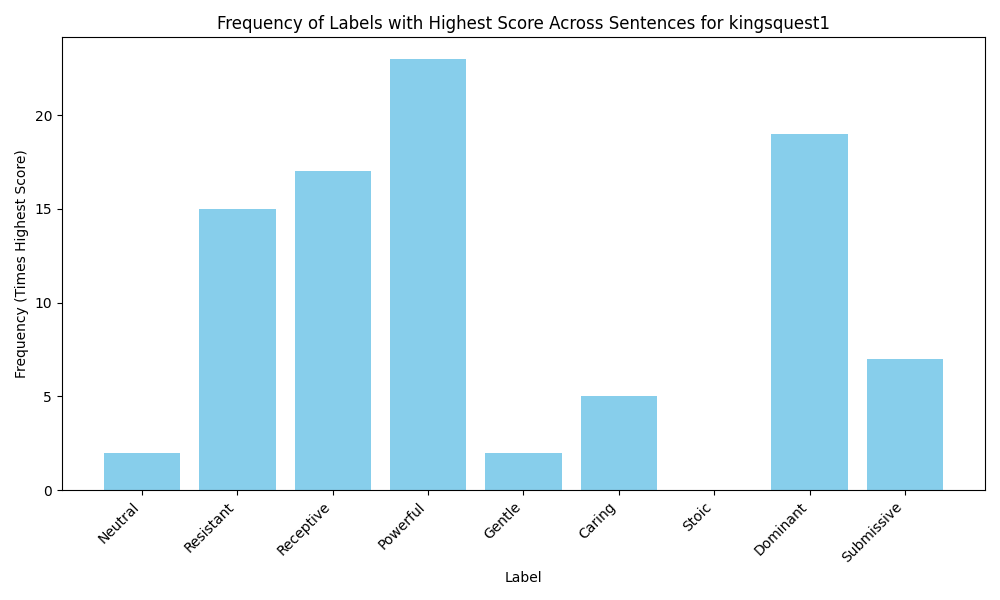 Frequency of Labels with Highest Score Across Sentences for kingsquest1
Frequency (Times Highest Score)
20
15
10
5
0
Neutral
Resistant
Receptive
Powerful
Gentle
Caring
Stoic
Dominant
Submissive
Label